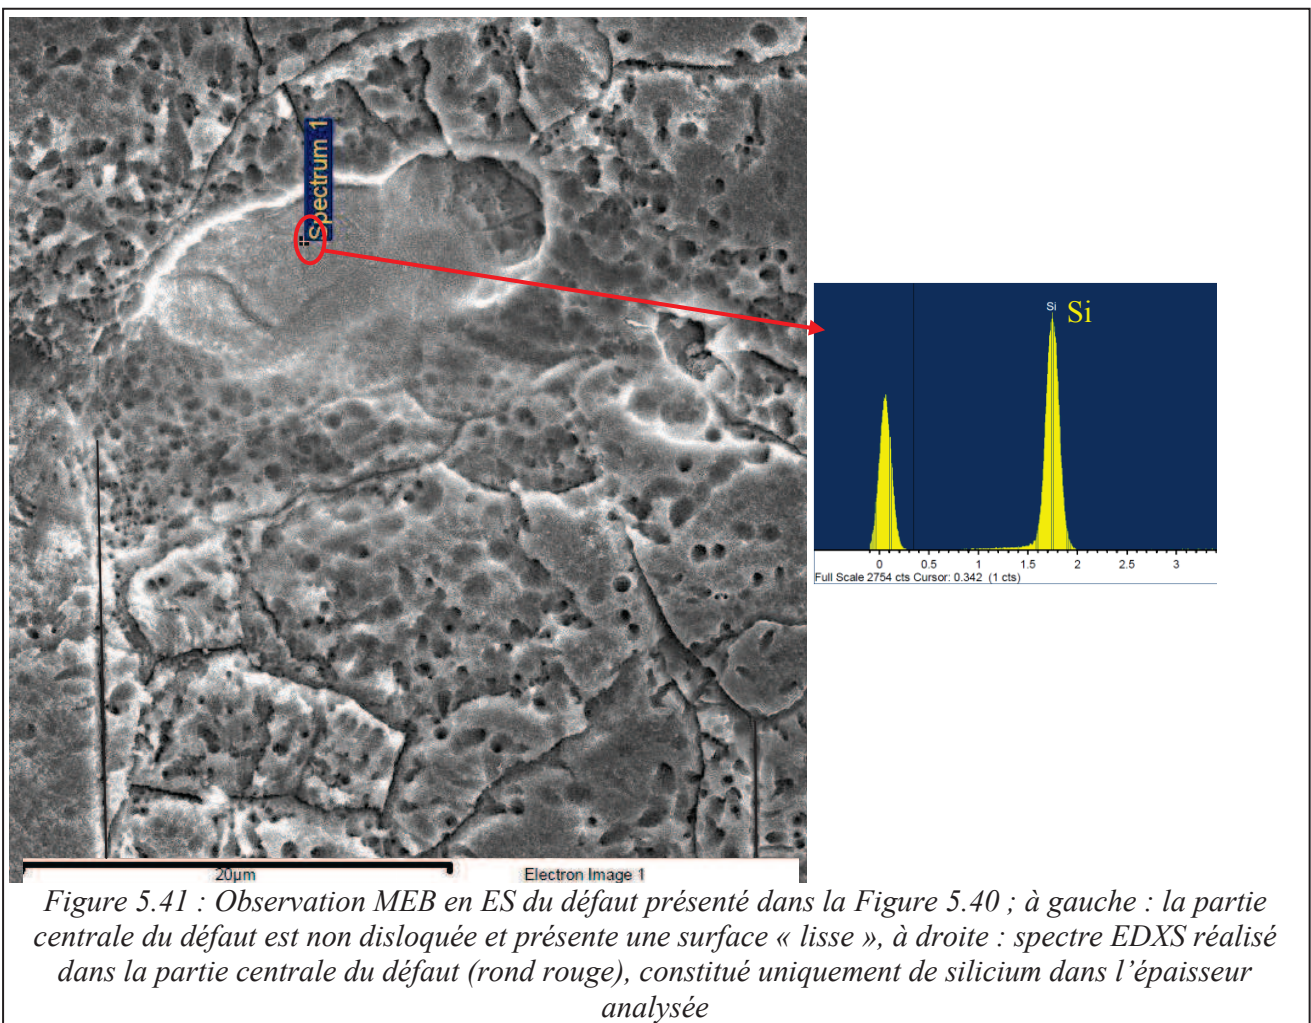 Spectrum 1
Si
Si
0 0.5 1 1.5 2 2.5 3
Full Scale 2754 cts Cursor: 0.342 (1 cts)
20µm
Electron Image 1
Figure 5.41 : Observation MEB en ES du défaut présenté dans la Figure 5.40 ; à gauche : la partie
centrale du défaut est non disloquée et présente une surface « lisse », à droite : spectre EDXS réalisé
dans la partie centrale du défaut (rond rouge), constitué uniquement de silicium dans l’épaisseur
analysée